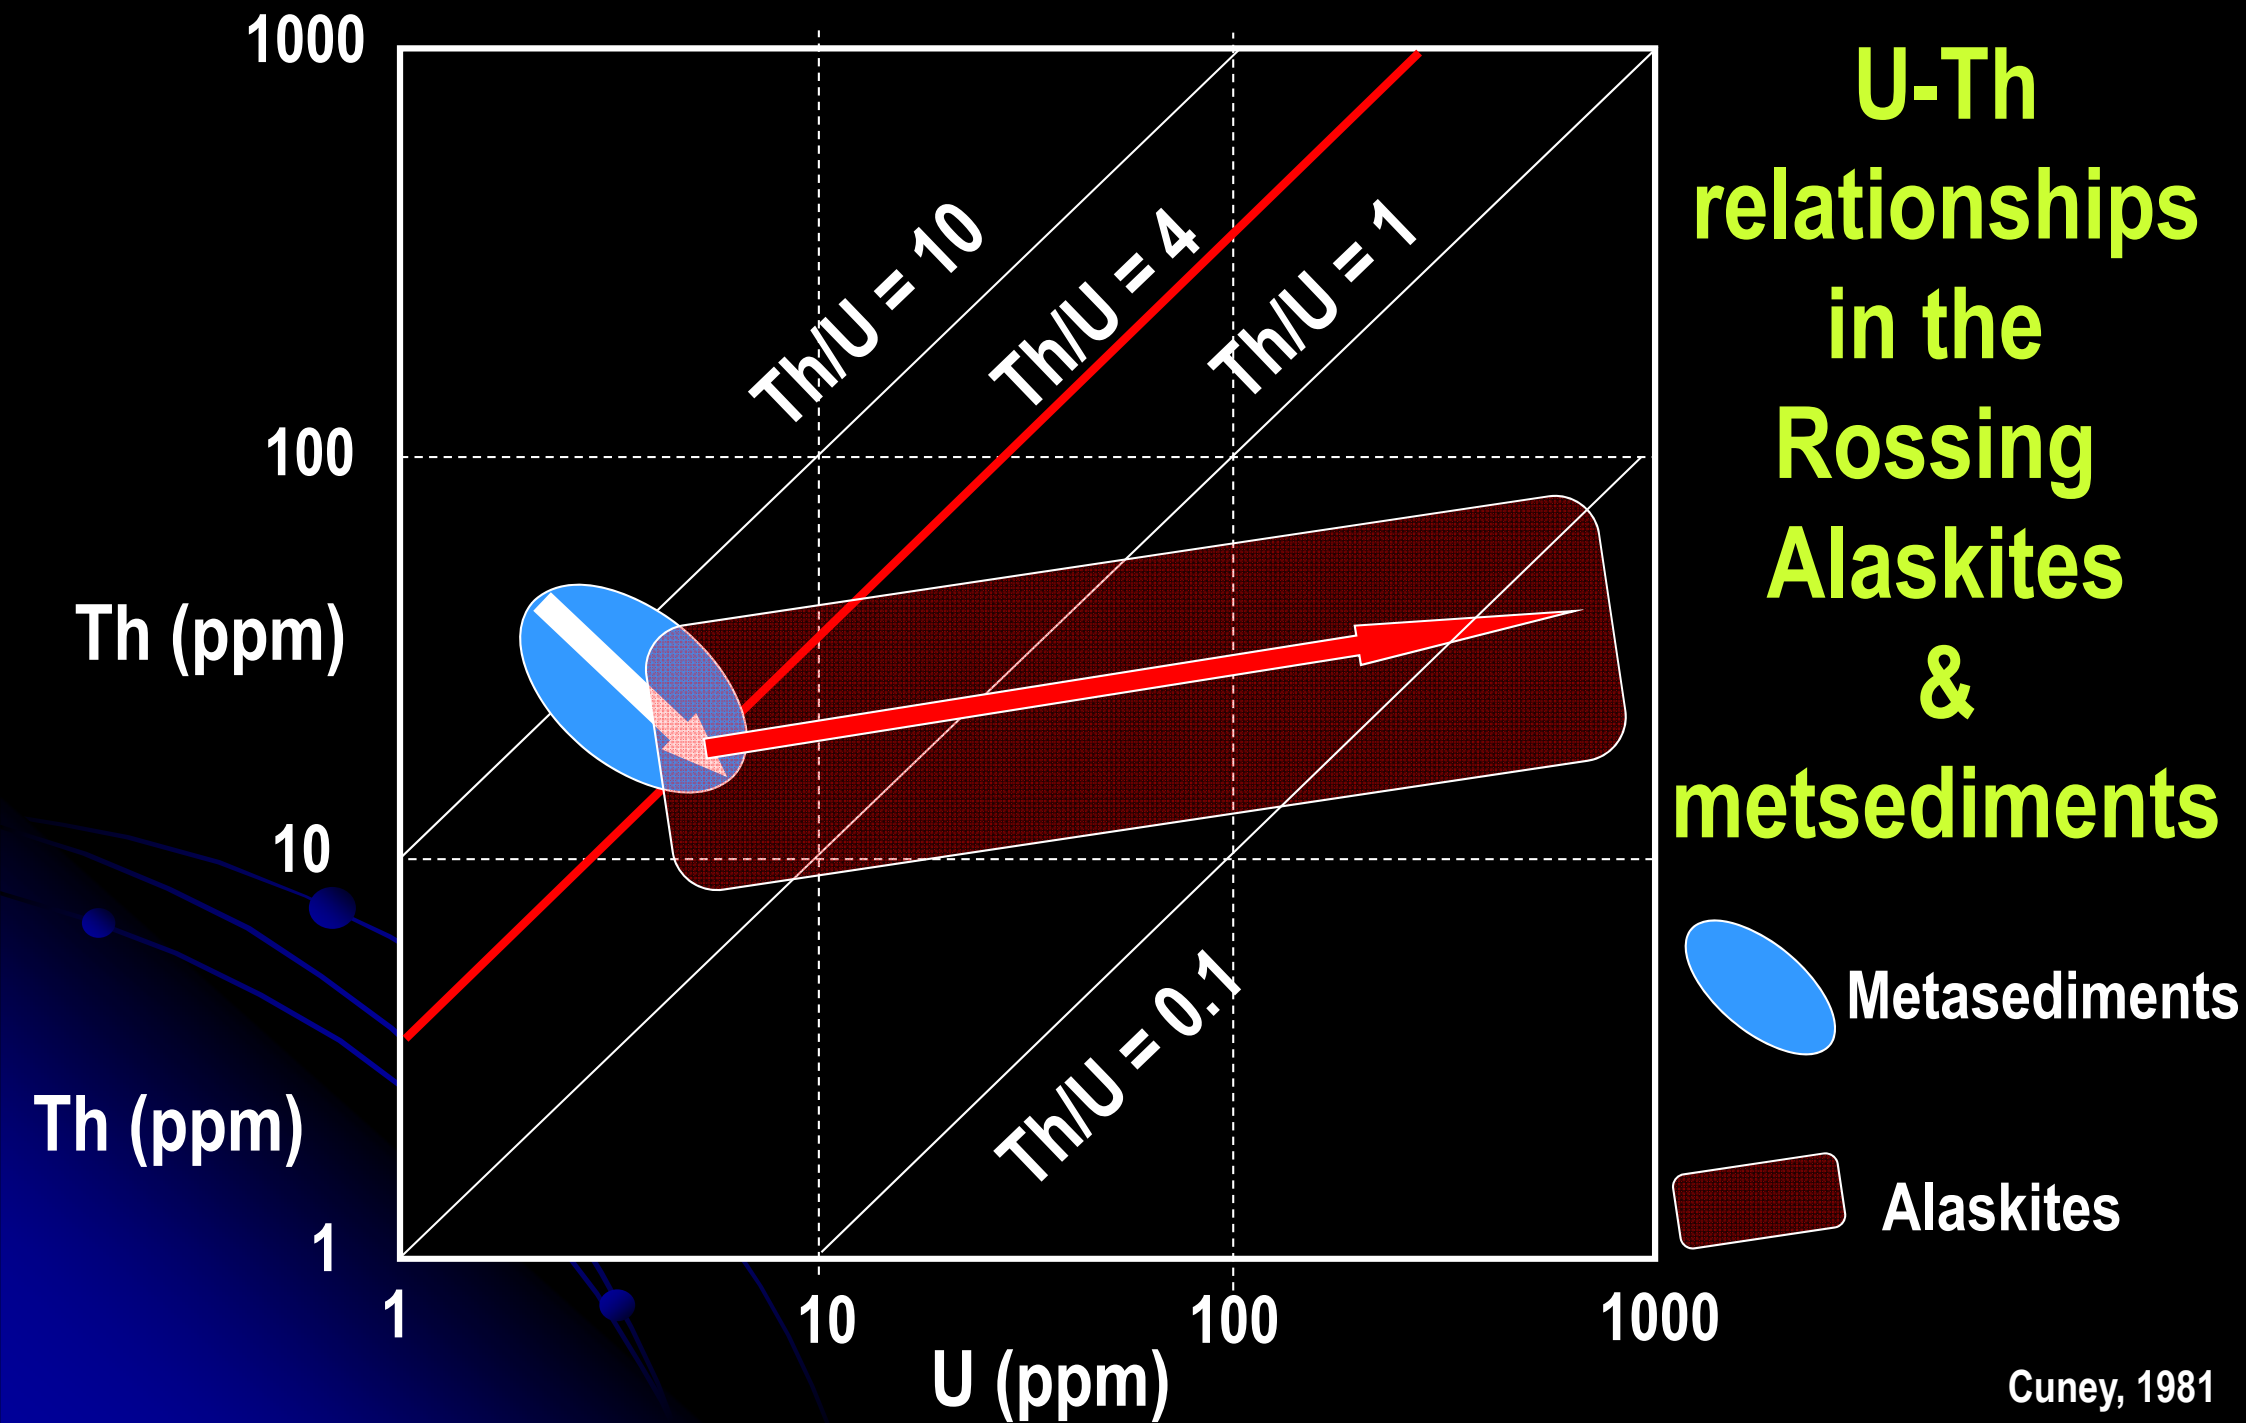 1000
100
Th (ppm)
10
Th (ppm)
1
1
10
100
1000
U (ppm)
Th/U = 10
Th/U = 4
Th/U = 1
Th/U = 0.1
U-Th
relationships
in the
Rossing
Alaskites
&
metsediments
Metasediments
Alaskites
Cuney, 1981